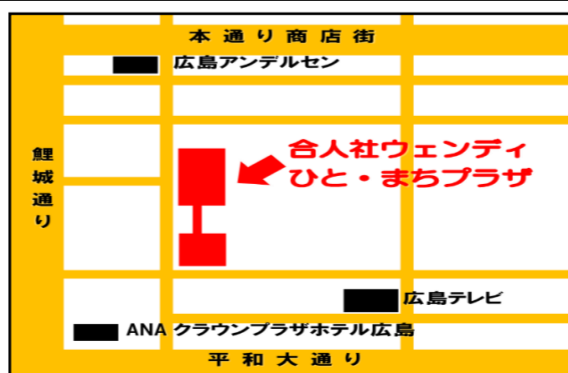 本通り商店街
広島アンデルセン
鯉城通り
合人社ウェンディ
ひと・まちプラザ
広島テレビ
ANA クラウンプラザホテル広島
平和大通り